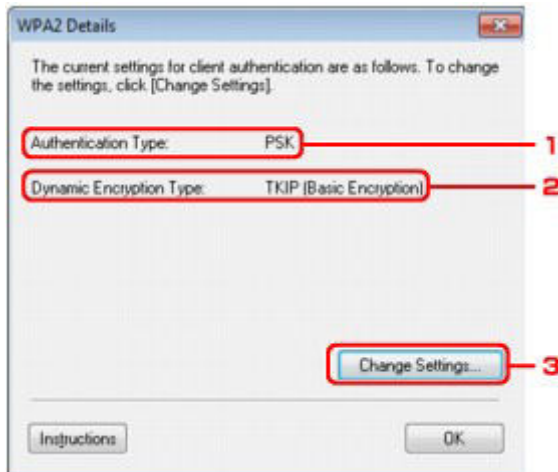 WPA2 Details
The current settings for client authentication are as follows. To change
the settings, click [Change Settings].
Authentication Type: PSK 1
Dynamic Encryption Type: TKIP (Basic Encryption) 2
Change Settings... 3
Instructions OK